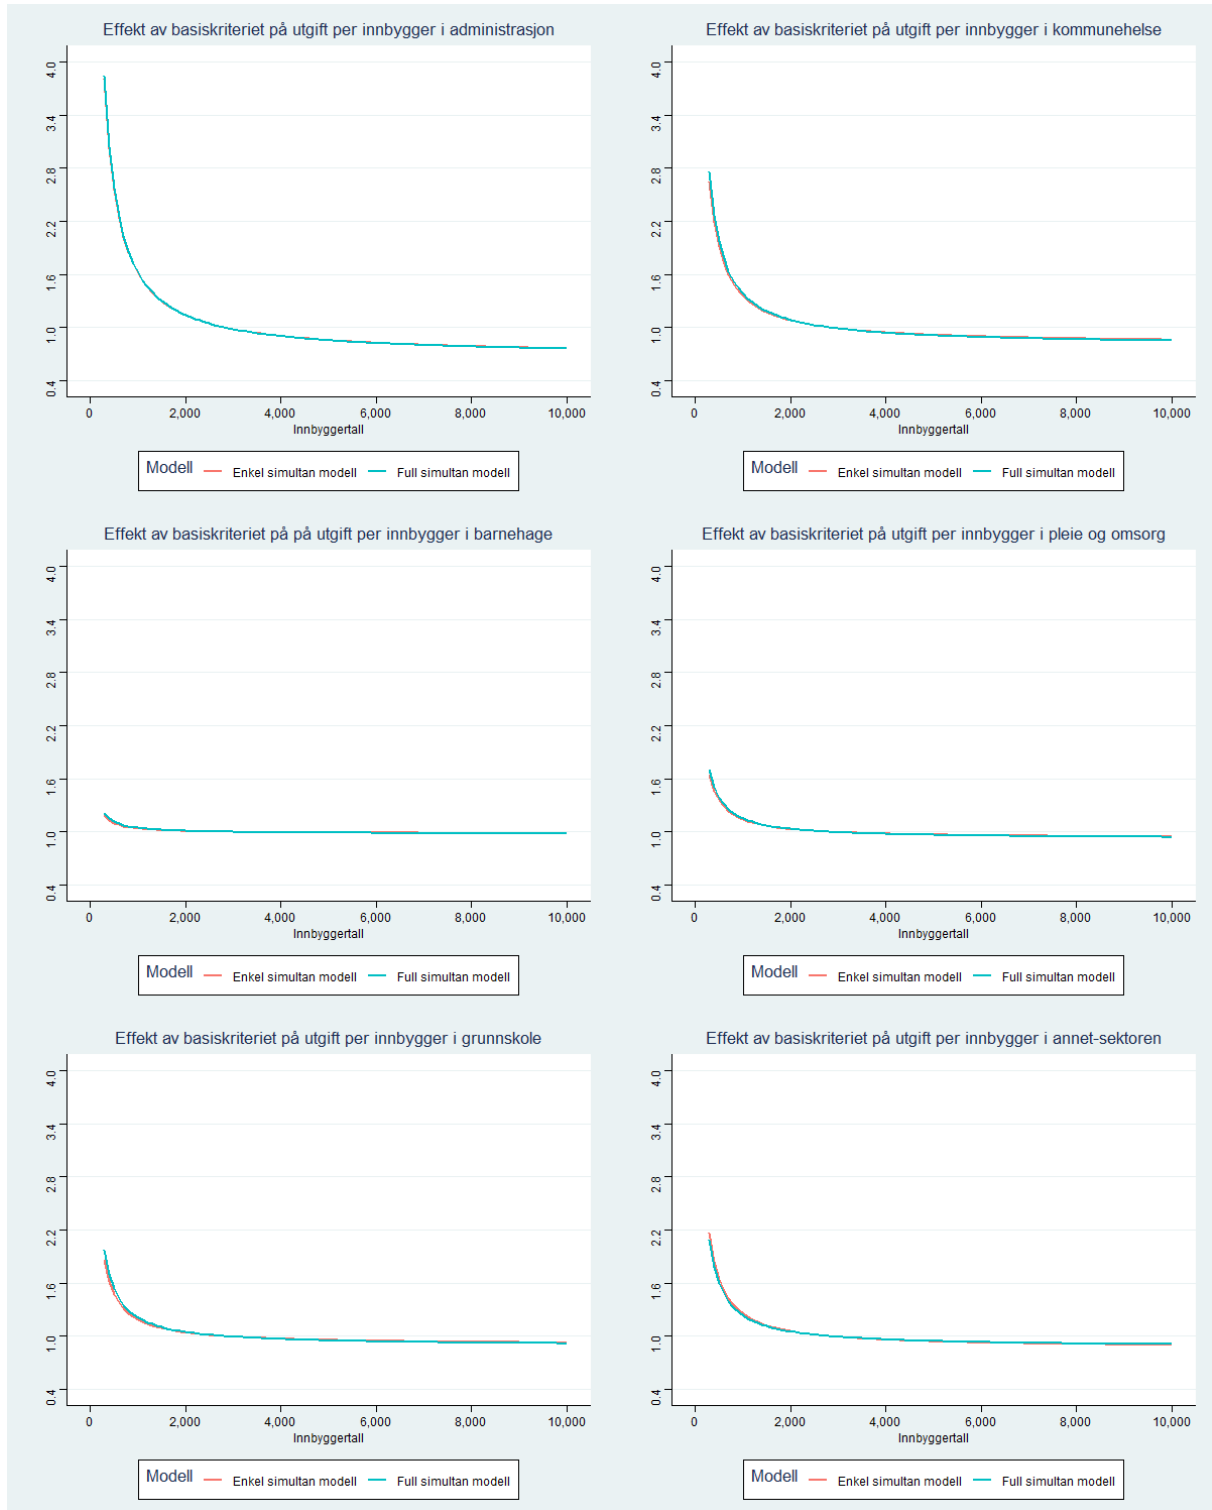 Effekt av basiskriteriet på utgift per innbygger i administrasjon
4.0
3.4
2.8
2.2
1.6
1.0
0.4
0 2,000 4,000 6,000 8,000 10,000
Innbyggertall
Modell Enkel simultan modell Full simultan modell
Effekt av basiskriteriet på utgift per innbygger i kommunehelse
4.0
3.4
2.8
2.2
1.6
1.0
0.4
0 2,000 4,000 6,000 8,000 10,000
Innbyggertall
Modell Enkel simultan modell Full simultan modell
Effekt av basiskriteriet på på utgift per innbygger i barnehage
4.0
3.4
2.8
2.2
1.6
1.0
0.4
0 2,000 4,000 6,000 8,000 10,000
Innbyggertall
Modell Enkel simultan modell Full simultan modell
Effekt av basiskriteriet på utgift per innbygger i pleie og omsorg
4.0
3.4
2.8
2.2
1.6
1.0
0.4
0 2,000 4,000 6,000 8,000 10,000
Innbyggertall
Modell Enkel simultan modell Full simultan modell
Effekt av basiskriteriet på utgift per innbygger i grunnskole
4.0
3.4
2.8
2.2
1.6
1.0
0.4
0 2,000 4,000 6,000 8,000 10,000
Innbyggertall
Modell Enkel simultan modell Full simultan modell
Effekt av basiskriteriet på utgift per innbygger i annet-sektoren
4.0
3.4
2.8
2.2
1.6
1.0
0.4
0 2,000 4,000 6,000 8,000 10,000
Innbyggertall
Modell Enkel simultan modell Full simultan modell